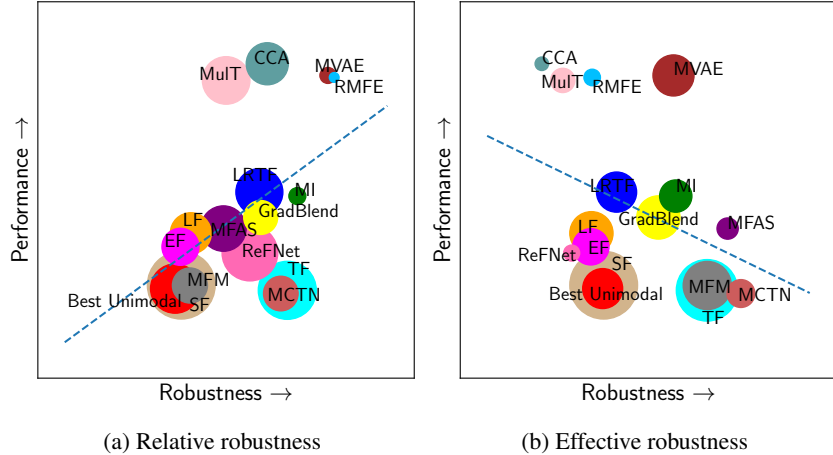 CCA
MulT
MVAE
RMFE
LRTF
MI
GradBlend
LF
MFAS
EF
ReFNet
TF
MFM
MCTN
Best Unimodal
SF
Performance →
Robustness →
(a) Relative robustness
CCA
MVAE
MulT
RMFE
LRTF
MI
GradBlend
MFAS
LF
EF
ReFNet
SF
Best Unimodal
MFM
MCTN
TF
Performance →
Robustness →
(b) Effective robustness